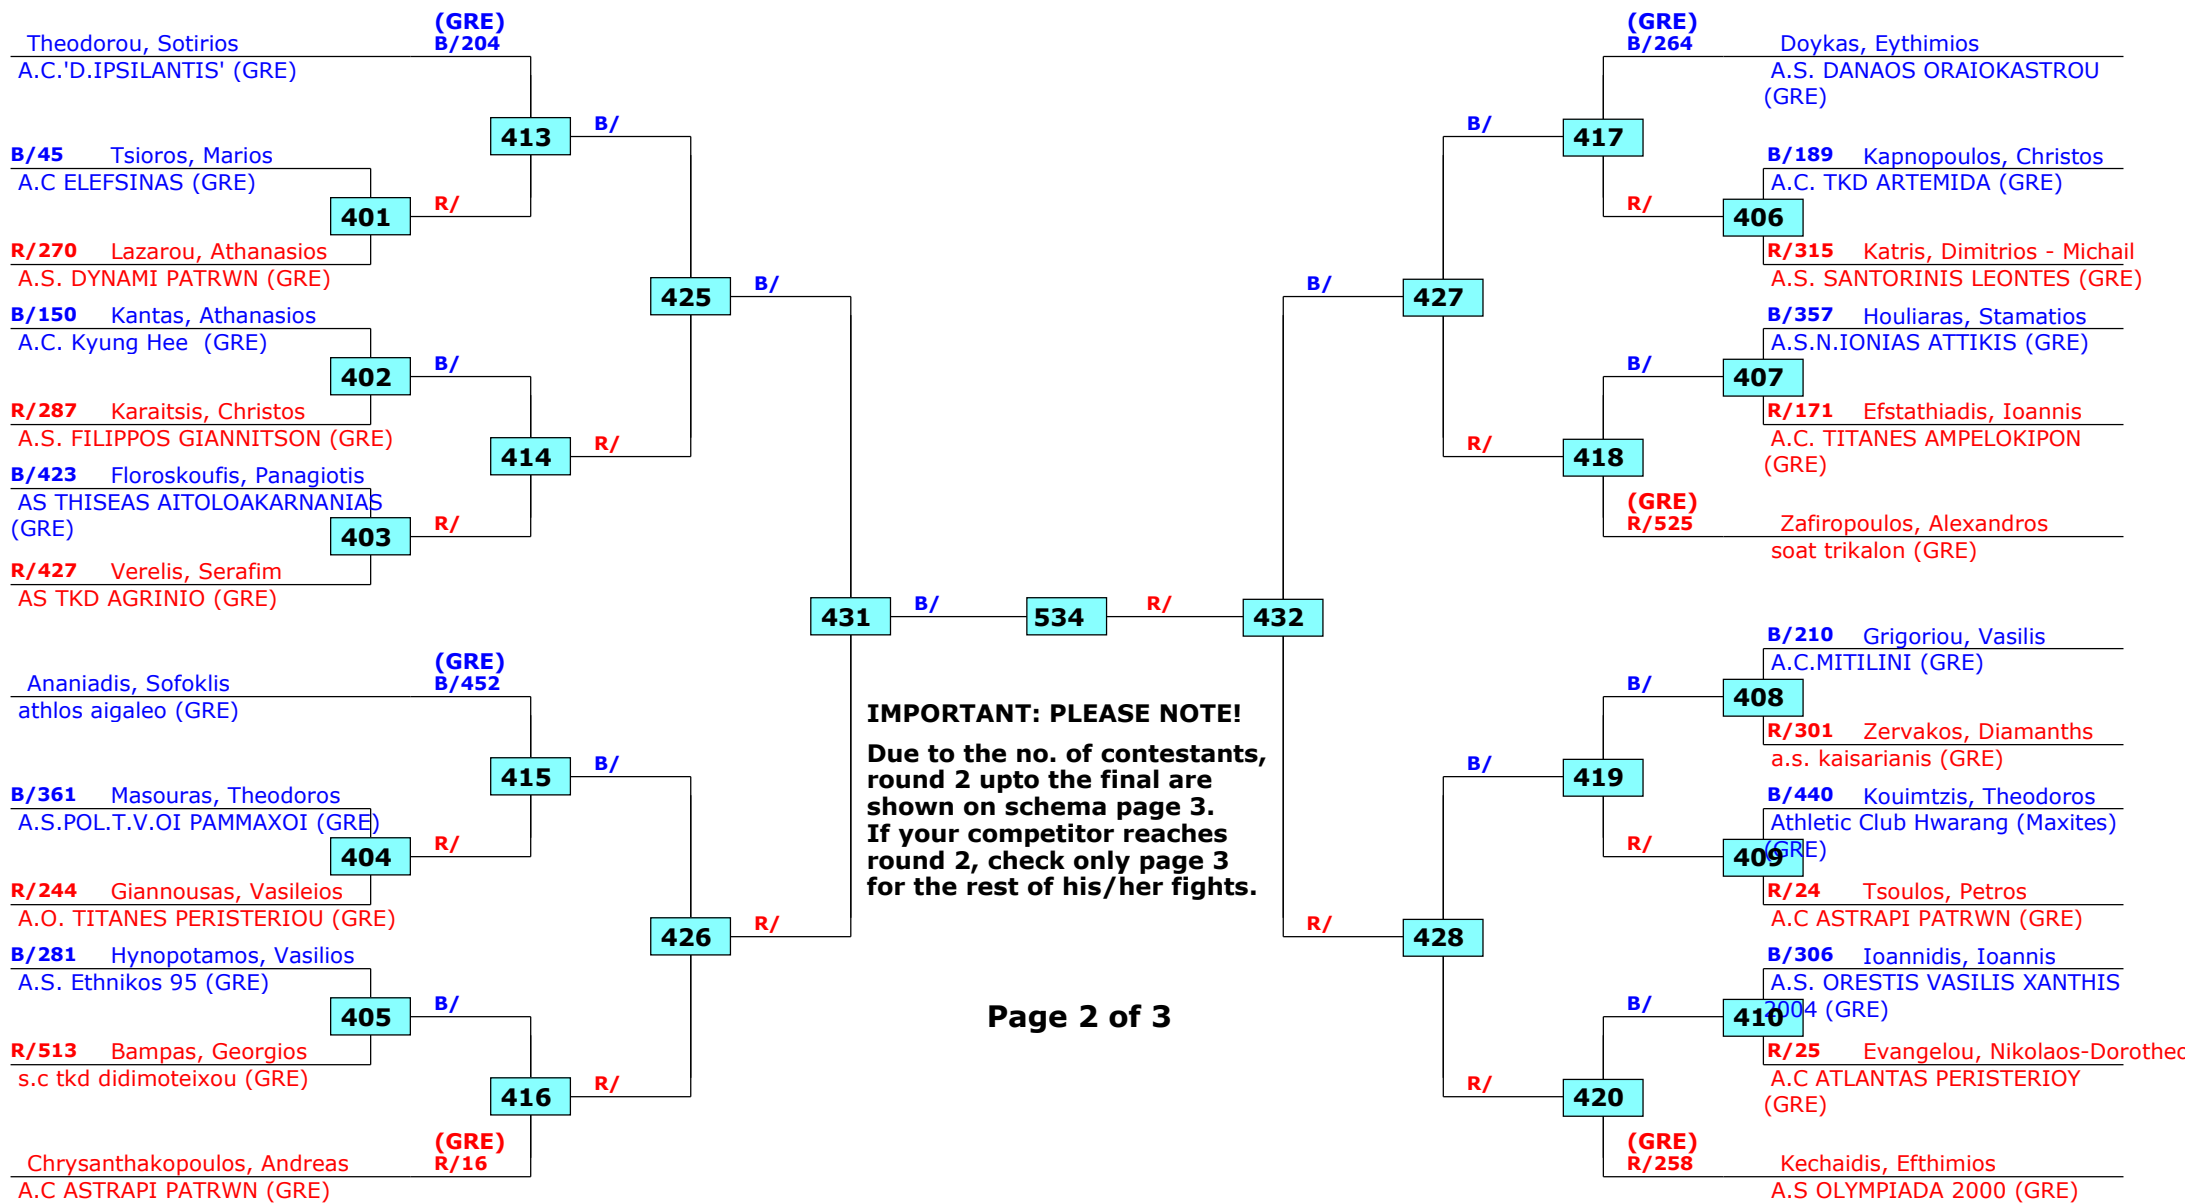 (GRE)
Theodorou, Sotirios B/204
A.C.'D.IPSILANTIS' (GRE)
413 B/
B/45 Tsioros, Marios
A.C ELEFSINAS (GRE)
401 R/
R/270 Lazarou, Athanasios
A.S. DYNAMI PATRWN (GRE)
425 B/
B/150 Kantas, Athanasios
A.C. Kyung Hee (GRE)
402 B/
R/287 Karaitsis, Christos
A.S. FILIPPOS GIANNITSON (GRE)
414 R/
B/423 Floroskoufis, Panagiotis
AS THISEAS AITOLOAKARNANIAS
(GRE)
403 R/
R/427 Verelis, Serafim
AS TKD AGRINIO (GRE)
431 B/ 534 R/ 432
(GRE)
Ananiadis, Sofoklis B/452
athlos aigaleo (GRE)
415 B/
B/361 Masouras, Theodoros
A.S.POL.T.V.OI PAMMAXOI (GRE)
404 R/
R/244 Giannousas, Vasileios
A.O. TITANES PERISTERIOU (GRE)
426 R/
B/281 Hynopotamos, Vasilios
A.S. Ethnikos 95 (GRE)
405 B/
R/513 Bampas, Georgios
s.c tkd didimoteixou (GRE)
416 R/
(GRE)
Chrysanthakopoulos, Andreas R/16
A.C ASTRAPI PATRWN (GRE)
IMPORTANT: PLEASE NOTE!
Due to the no. of contestants,
round 2 upto the final are
shown on schema page 3.
If your competitor reaches
round 2, check only page 3
for the rest of his/her fights.
Page 2 of 3
(GRE)
B/264 Doykas, Eythimios
A.S. DANAOS ORAIOKASTROU
(GRE)
B/ 417
B/189 Kapnopoulos, Christos
A.C. TKD ARTEMIDA (GRE)
R/ 406
R/315 Katris, Dimitrios - Michail
A.S. SANTORINIS LEONTES (GRE)
B/ 427
B/357 Houliaras, Stamatios
A.S.N.IONIAS ATTIKIS (GRE)
B/ 407
R/171 Efstathiadis, Ioannis
A.C. TITANES AMPELOKIPON
(GRE)
R/ 418
(GRE)
R/525 Zafiropoulos, Alexandros
soat trikalon (GRE)
B/210 Grigoriou, Vasilis
A.C.MITILINI (GRE)
B/ 408
R/301 Zervakos, Diamanths
a.s. kaisarianis (GRE)
B/ 419
B/440 Kouimtzis, Theodoros
Athletic Club Hwarang (Maxites)
(GRE)
R/ 409
R/24 Tsoulos, Petros
A.C ASTRAPI PATRWN (GRE)
R/ 428
B/306 Ioannidis, Ioannis
A.S. ORESTIS VASILIS XANTHIS
2004 (GRE)
B/ 410
R/25 Evangelou, Nikolaos-Dorotheo
A.C ATLANTAS PERISTERIOY
(GRE)
R/ 420
(GRE)
R/258 Kechaidis, Efthimios
A.S OLYMPIADA 2000 (GRE)